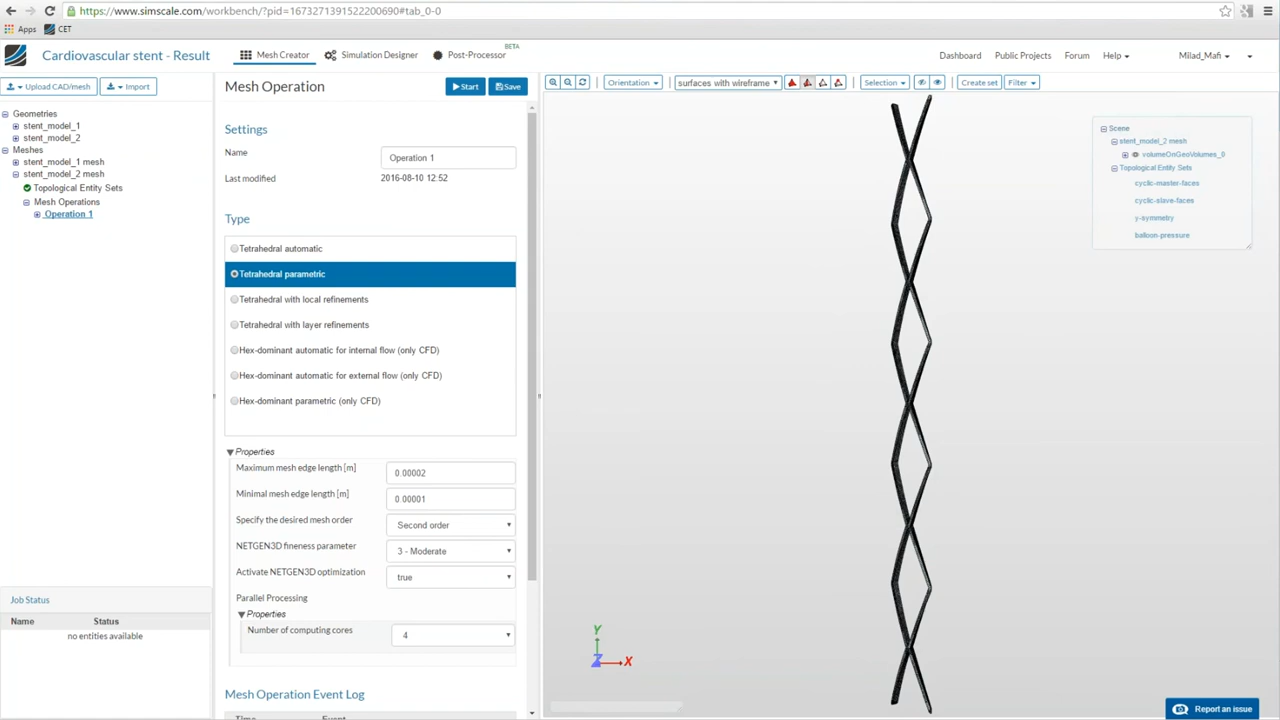 https://www.simscale.com/workbench/?pid=1673271391522200690#tab_0-0
Apps CET
Cardiovascular stent - Result Mesh Creator Simulation Designer Post-Processor BETA Dashboard Public Projects Forum Help Milad_Mafi
Upload CAD/mesh Import
Mesh Operation Start Save
Orientation surfaces with wireframe Selection Create set Filter
Geometries
stent_model_1
stent_model_2
Meshes
stent_model_1 mesh
stent_model_2 mesh
Topological Entity Sets
Mesh Operations
Operation 1
Settings
Name Operation 1
Last modified 2016-08-10 12:52
Type
Tetrahedral automatic
Tetrahedral parametric
Tetrahedral with local refinements
Tetrahedral with layer refinements
Hex-dominant automatic for internal flow (only CFD)
Hex-dominant automatic for external flow (only CFD)
Hex-dominant parametric (only CFD)
Properties
Maximum mesh edge length [m] 0.00002
Minimal mesh edge length [m] 0.00001
Specify the desired mesh order Second order
NETGEN3D fineness parameter 3 - Moderate
Activate NETGEN3D optimization true
Parallel Processing
Properties
Number of computing cores 4
Mesh Operation Event Log
Time Event
Scene
stent_model_2 mesh
volumeOnGeoVolumes_0
Topological Entity Sets
cyclic-master-faces
cyclic-slave-faces
y-symmetry
balloon-pressure
Y
Z X
Job Status
Name Status
no entities available
Report an issue